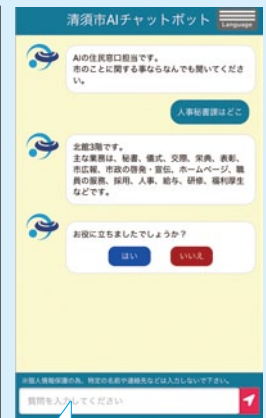 清須市AIチャットボット
Language
AIの住民窓口担当です。
市のことに関する事ならなんでも聞いてくださ
い。
人事秘書課はどこ
北館3階です。
主な業務は、秘書、儀式、交際、栄典、表彰、
市広報、市政の啓発・宣伝、ホームページ、職
員の服務、採用、人事、給与、研修、福利厚生
などです。
お役に立ちましたでしょうか?
はい
いいえ
※個人情報保護の為、特定の名前や連絡先などは入力しないで下さい。
質問を入力してください